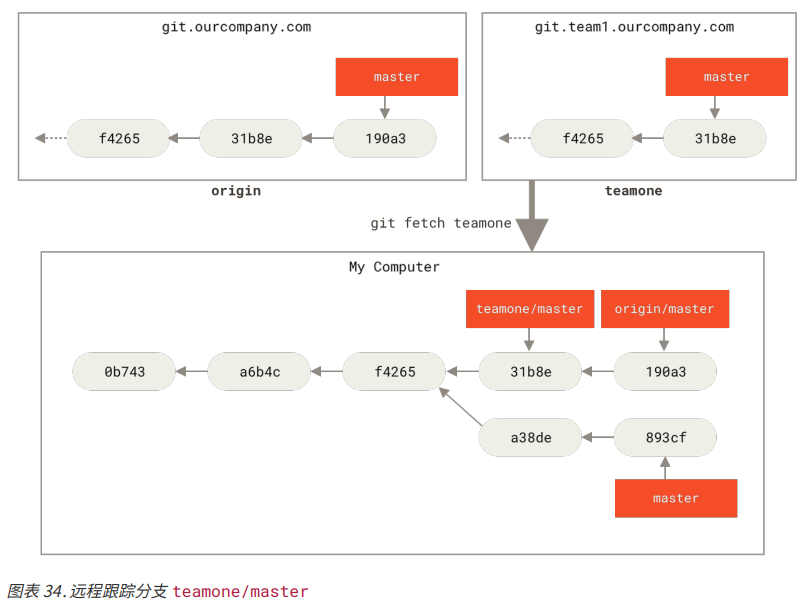 git.ourcompany.com
master
f4265
31b8e
190a3
origin
git.team1.ourcompany.com
master
f4265
31b8e
teamone
git fetch teamone
My Computer
teamone/master
origin/master
0b743
a6b4c
f4265
31b8e
190a3
a38de
893cf
master
图表 34. 远程跟踪分支 teamone/master